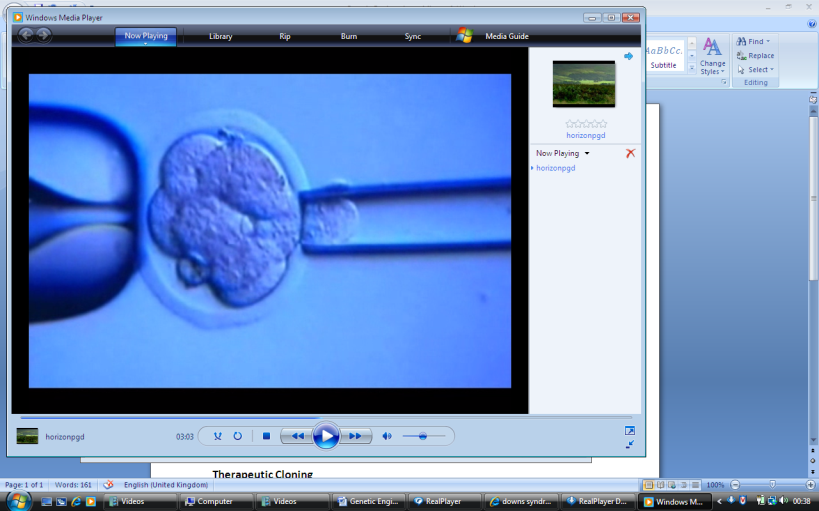 Windows Media Player
Now Playing
Library
Rip
Burn
Sync
Media Guide
Find
Replace
Select
Editing
AaBbCc.
Subtitle
Change
Styles
horizonpgd
Now Playing
horizonpgd
horizonpgd
03:03
Therapeutic Cloning
Page: 1 of 1
Words: 161
English (United Kingdom)
100%
Videos
Computer
Videos
Genetic Engi...
RealPlayer
downs syndr...
RealPlayer D...
Windows M...
00:38